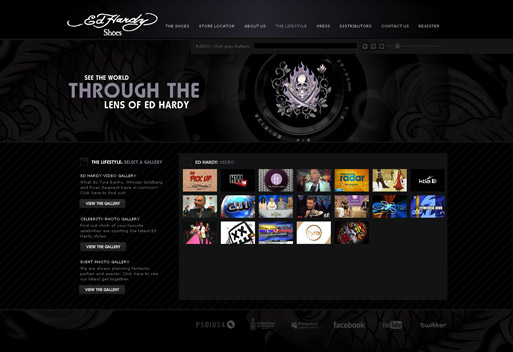 Ed Hardy
Shoes
THE SHOES STORE LOCATOR ABOUT US THE LIFESTYLE PRESS DISTRIBUTORS CONTACT US REGISTER
RADIO: Click play button.
SEE THE WORLD
THROUGH THE
LENS OF ED HARDY
THE LIFESTYLE: SELECT A GALLERY
ED HARDY: VIDEO
ED HARDY VIDEO GALLERY
What do Tyra Banks, Whoopi Goldberg
and Ryan Seacrest have in common?
Click here to find out!
VIEW THE GALLERY
CELEBRITY PHOTO GALLERY
Find out which of your favorite
celebrities are sporting the latest Ed
Hardy styles.
VIEW THE GALLERY
EVENT PHOTO GALLERY
We are always planning fantastic
parties and events. Click here to see
our latest get together.
VIEW THE GALLERY
THE PICK UP
radar
ktla
tyra
PSDIUSA
facebook
YouTube
twitter